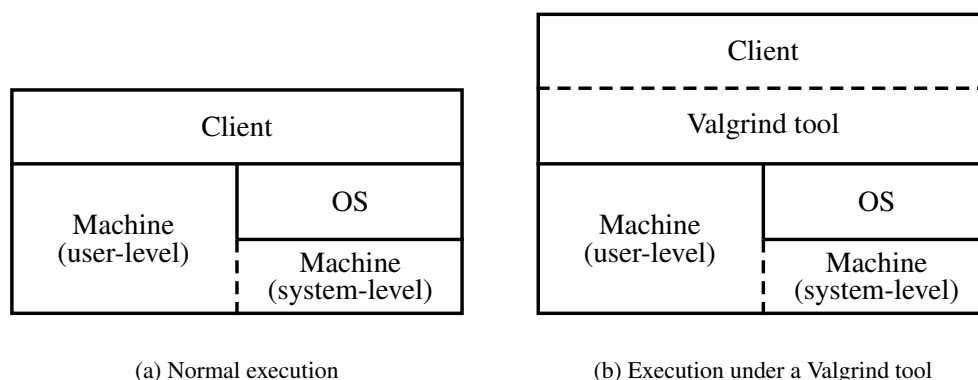 Client
Machine
(user-level)
OS
Machine
(system-level)
(a) Normal execution
Client
Valgrind tool
Machine
(user-level)
OS
Machine
(system-level)
(b) Execution under a Valgrind tool